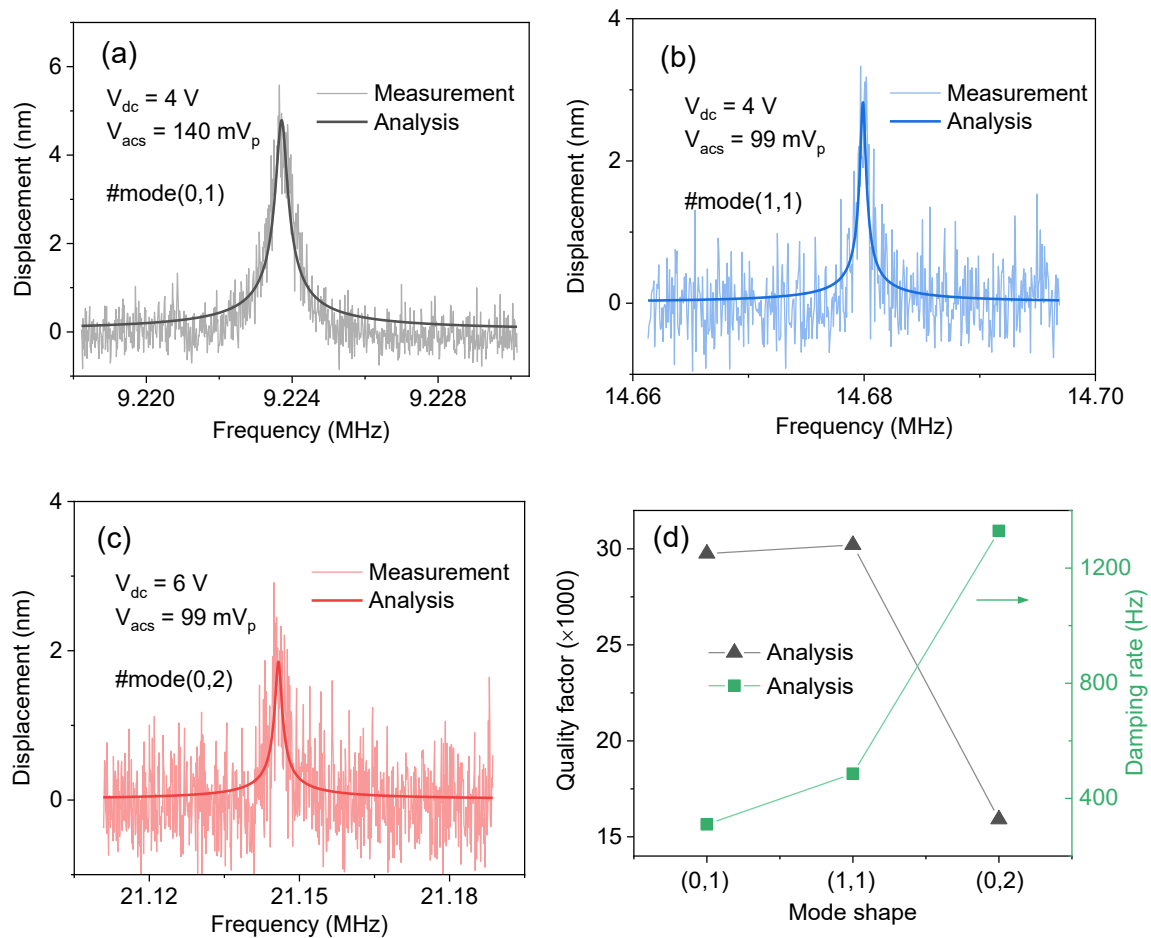 (a)
V_dc = 4 V
V_acs = 140 mV_p
#mode(0,1)
Measurement
Analysis
Displacement (nm)
6
4
2
0
9.220
9.224
9.228
Frequency (MHz)
(b)
V_dc = 4 V
V_acs = 99 mV_p
#mode(1,1)
Measurement
Analysis
Displacement (nm)
4
2
0
14.66
14.68
14.70
Frequency (MHz)
(c)
V_dc = 6 V
V_acs = 99 mV_p
#mode(0,2)
Measurement
Analysis
Displacement (nm)
4
2
0
21.12
21.15
21.18
Frequency (MHz)
(d)
Analysis
Analysis
Quality factor (×1000)
30
25
20
15
Damping rate (Hz)
1200
800
400
(0,1)
(1,1)
(0,2)
Mode shape